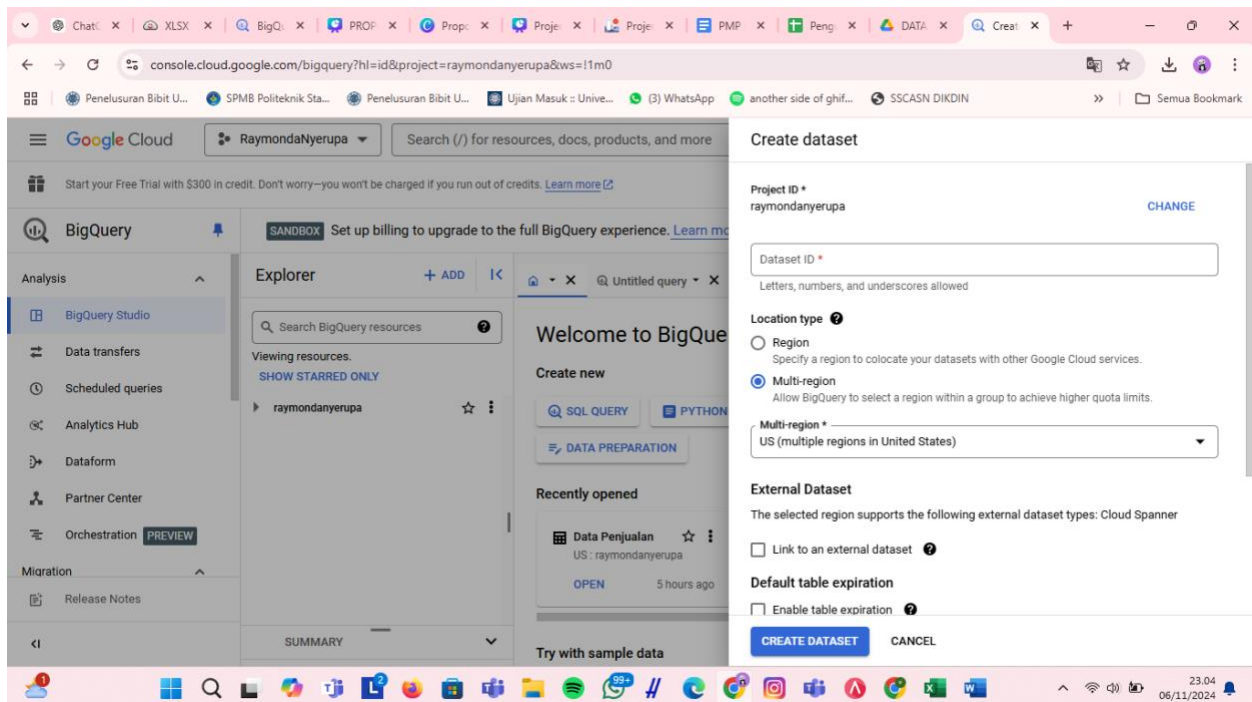 ChatG
XLSX
BigQu
PROP
Propo
Projec
Projec
PMP
Peng
DATA
Creat
console.cloud.google.com/bigquery?hl=id&project=raymondanyerupa&ws=!1m0
Penelusuran Bibit U...
SPMB Politeknik Sta...
Penelusuran Bibit U...
Ujian Masuk :: Unive...
(3) WhatsApp
another side of ghif...
SSCASN DIKDIN
Semua Bookmark
Google Cloud
RaymondaNyerupa
Search (/) for resources, docs, products, and more
Start your Free Trial with $300 in credit. Don't worry—you won't be charged if you run out of credits. Learn more
BigQuery
SANDBOX Set up billing to upgrade to the full BigQuery experience. Learn mo
Analysis
BigQuery Studio
Data transfers
Scheduled queries
Analytics Hub
Dataform
Partner Center
Orchestration PREVIEW
Migration
Release Notes
Explorer
+ ADD
Search BigQuery resources
Viewing resources.
SHOW STARRED ONLY
raymondanyerupa
SUMMARY
Untitled query
Welcome to BigQue
Create new
SQL QUERY
PYTHON
DATA PREPARATION
Recently opened
Data Penjualan
US : raymondanyerupa
OPEN
5 hours ago
Try with sample data
Create dataset
Project ID *
raymondanyerupa
CHANGE
Dataset ID *
Letters, numbers, and underscores allowed
Location type
Region
Specify a region to colocate your datasets with other Google Cloud services.
Multi-region
Allow BigQuery to select a region within a group to achieve higher quota limits.
Multi-region *
US (multiple regions in United States)
External Dataset
The selected region supports the following external dataset types: Cloud Spanner
Link to an external dataset
Default table expiration
Enable table expiration
CREATE DATASET
CANCEL
1
2
99+
23.04
06/11/2024